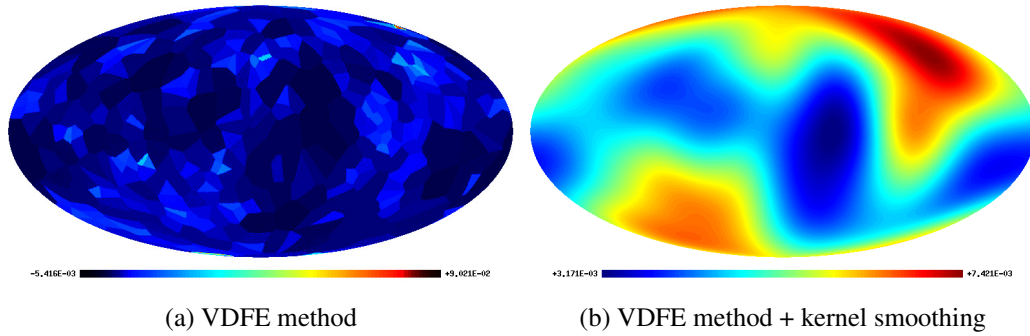 -5.416E-03 +9.021E-02 +3.171E-03 +7.421E-03
(a) VDFE method (b) VDFE method + kernel smoothing